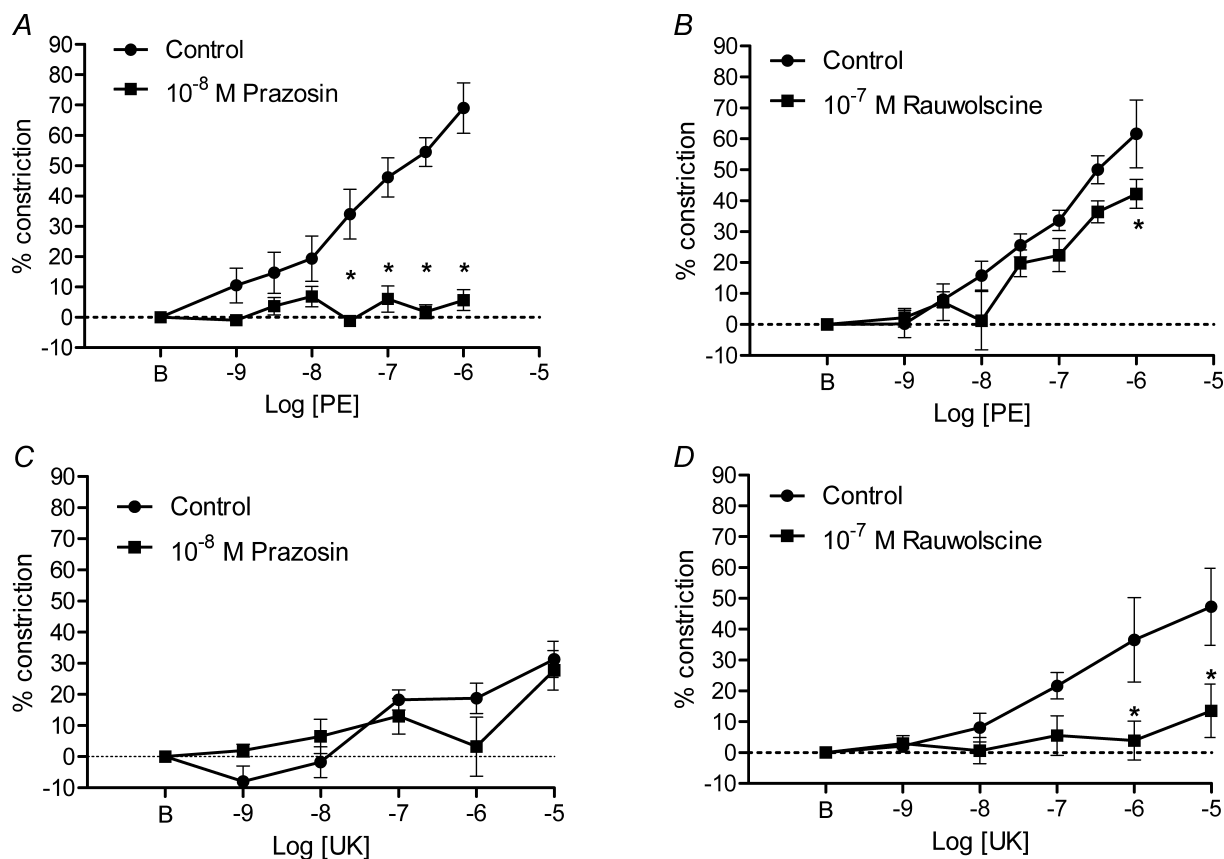 A
Control
10⁻⁸ M Prazosin
% constriction
90
80
70
60
50
40
30
20
10
0
-10
B -9 -8 -7 -6 -5
Log [PE]
* * * *
B
Control
10⁻⁷ M Rauwolscine
% constriction
90
80
70
60
50
40
30
20
10
0
-10
B -9 -8 -7 -6 -5
Log [PE]
*
C
Control
10⁻⁸ M Prazosin
% constriction
90
80
70
60
50
40
30
20
10
0
-10
B -9 -8 -7 -6 -5
Log [UK]
D
Control
10⁻⁷ M Rauwolscine
% constriction
90
80
70
60
50
40
30
20
10
0
-10
B -9 -8 -7 -6 -5
Log [UK]
* *